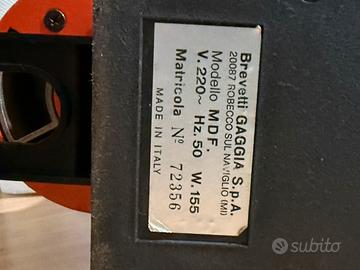 Brevetti GAGGIA S.p.A.
20087 ROBECCO SUL NAVIGLIO (MI)
Modello MDF
V. 220~ Hz. 50 W. 155
Matricola N° 72356
MADE IN ITALY
subito